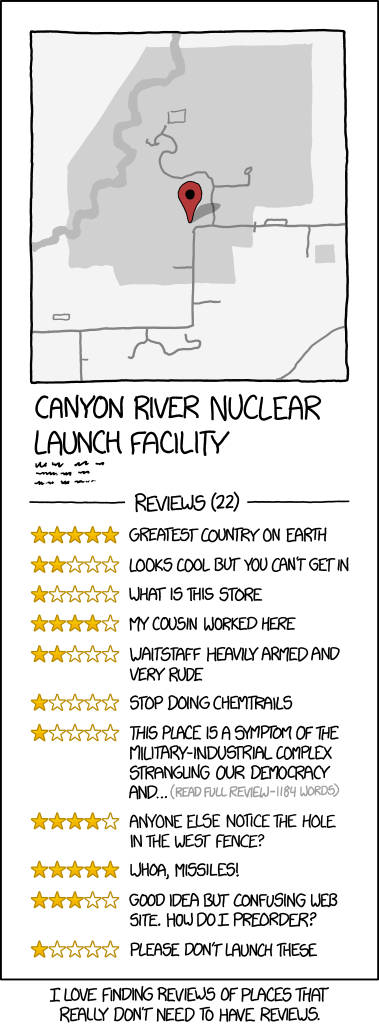 CANYON RIVER NUCLEAR
LAUNCH FACILITY
REVIEWS (22)
GREATEST COUNTRY ON EARTH
LOOKS COOL BUT YOU CAN'T GET IN
WHAT IS THIS STORE
MY COUSIN WORKED HERE
WAITSTAFF HEAVILY ARMED AND
VERY RUDE
STOP DOING CHEMTRAILS
THIS PLACE IS A SYMPTOM OF THE
MILITARY-INDUSTRIAL COMPLEX
STRANGLING OUR DEMOCRACY
AND... (READ FULL REVIEW-1184 WORDS)
ANYONE ELSE NOTICE THE HOLE
IN THE WEST FENCE?
WHOA, MISSILES!
GOOD IDEA BUT CONFUSING WEB
SITE. HOW DO I PREORDER?
PLEASE DON'T LAUNCH THESE
I LOVE FINDING REVIEWS OF PLACES THAT
REALLY DON'T NEED TO HAVE REVIEWS.